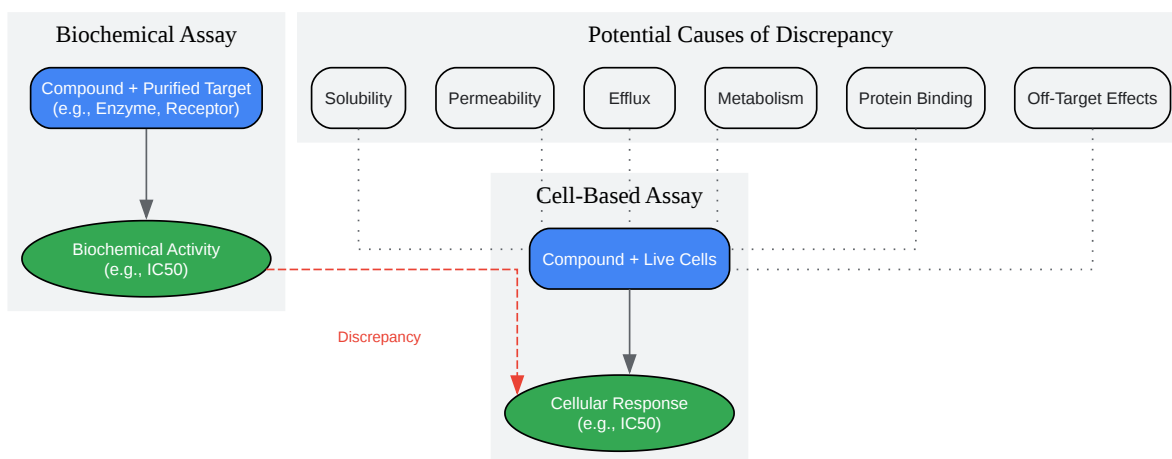 Biochemical Assay
Compound + Purified Target
(e.g., Enzyme, Receptor)
Biochemical Activity
(e.g., IC50)
Potential Causes of Discrepancy
Solubility
Permeability
Efflux
Metabolism
Protein Binding
Off-Target Effects
Cell-Based Assay
Compound + Live Cells
Discrepancy
Cellular Response
(e.g., IC50)